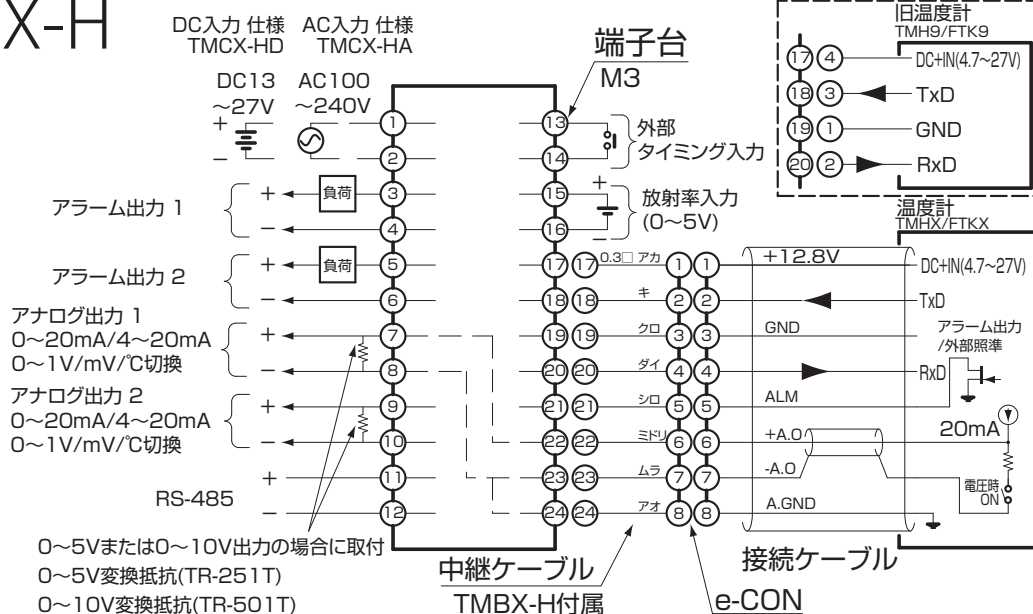 X-H
DC入力 仕様
TMCX-HD
AC入力 仕様
TMCX-HA
DC13
～27V
AC100
～240V
+
−
端子台
M3
旧温度計
TMH9/FTK9
17 4 DC+IN(4.7～27V)
18 3 TxD
19 1 GND
20 2 RxD
1 13
2 14
外部
タイミング入力
アラーム出力 1
+ 負荷 3 15
− 4 16
+
−
放射率入力
(0～5V)
アラーム出力 2
+ 負荷 5
− 6
アナログ出力 1
0～20mA/4～20mA
0～1V/mV/℃切換
+ 7
− 8
アナログ出力 2
0～20mA/4～20mA
0～1V/mV/℃切換
+ 9
− 10
RS-485
+ 11
− 12
温度計
TMHX/FTKX
17 17 0.3□ アカ 1 1 +12.8V DC+IN(4.7～27V)
18 18 キ 2 2 TxD
19 19 クロ 3 3 GND
20 20 ダイ 4 4 RxD
21 21 シロ 5 5 ALM
22 22 ミドリ 6 6 +A.O
23 23 ムラ 7 7 -A.O
24 24 アオ 8 8 A.GND
アラーム出力
/外部照準
20mA
電圧時
ON
0～5Vまたは0～10V出力の場合に取付
0～5V変換抵抗(TR-251T)
0～10V変換抵抗(TR-501T)
中継ケーブル
TMBX-H付属
e-CON
接続ケーブル